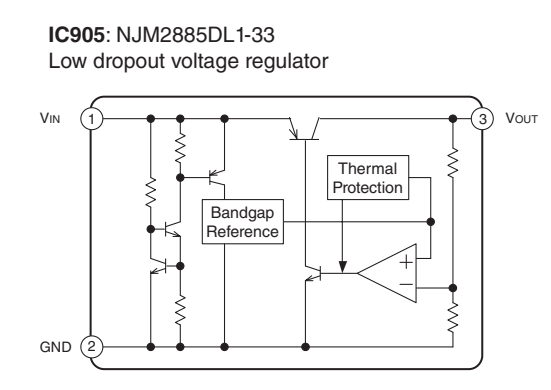 IC905: NJM2885DL1-33
Low dropout voltage regulator
VIN 1 3 VOUT
Thermal
Protection
Bandgap
Reference
+
−
GND 2